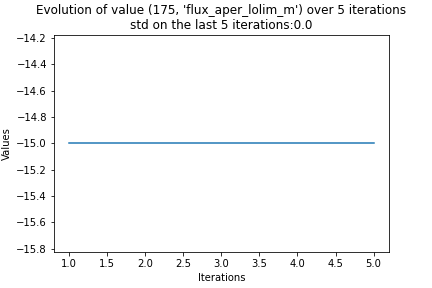 Evolution of value (175, 'flux_aper_lolim_m') over 5 iterations
std on the last 5 iterations:0.0
−14.2
−14.4
−14.6
−14.8
−15.0
−15.2
−15.4
−15.6
−15.8
Values
1.0 1.5 2.0 2.5 3.0 3.5 4.0 4.5 5.0
Iterations